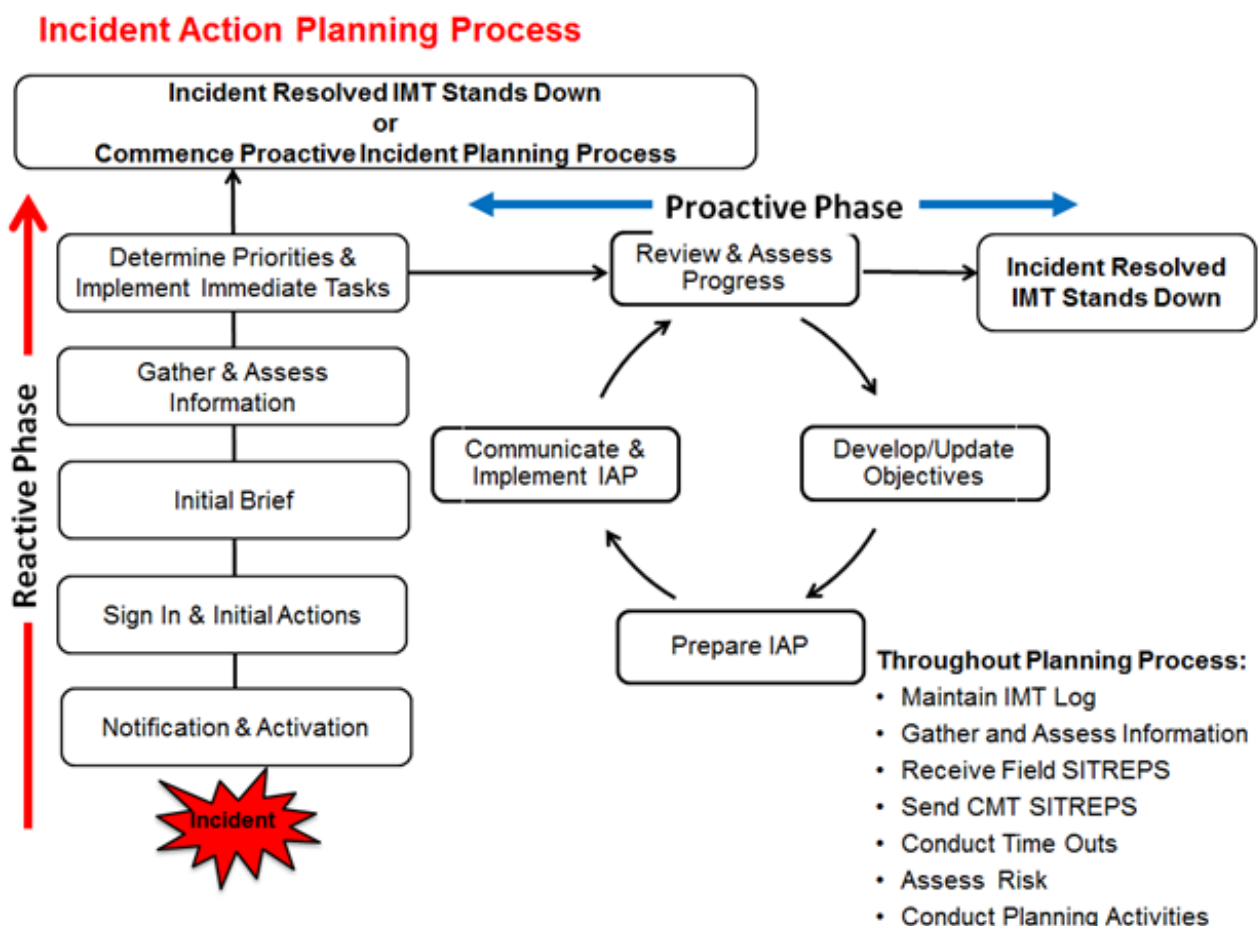 Incident Action Planning Process
Incident Resolved IMT Stands Down
or
Commence Proactive Incident Planning Process
Reactive Phase
Determine Priorities &
Implement Immediate Tasks
Gather & Assess
Information
Initial Brief
Sign In & Initial Actions
Notification & Activation
Incident
Proactive Phase
Review & Assess
Progress
Incident Resolved
IMT Stands Down
Develop/Update
Objectives
Prepare IAP
Communicate &
Implement IAP
Throughout Planning Process:
• Maintain IMT Log
• Gather and Assess Information
• Receive Field SITREPS
• Send CMT SITREPS
• Conduct Time Outs
• Assess Risk
• Conduct Planning Activities